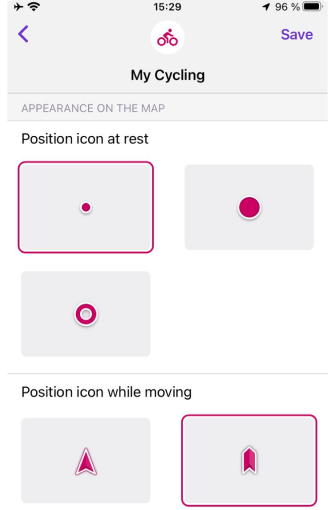 15:29
96 %
Save
My Cycling
APPEARANCE ON THE MAP
Position icon at rest
Position icon while moving